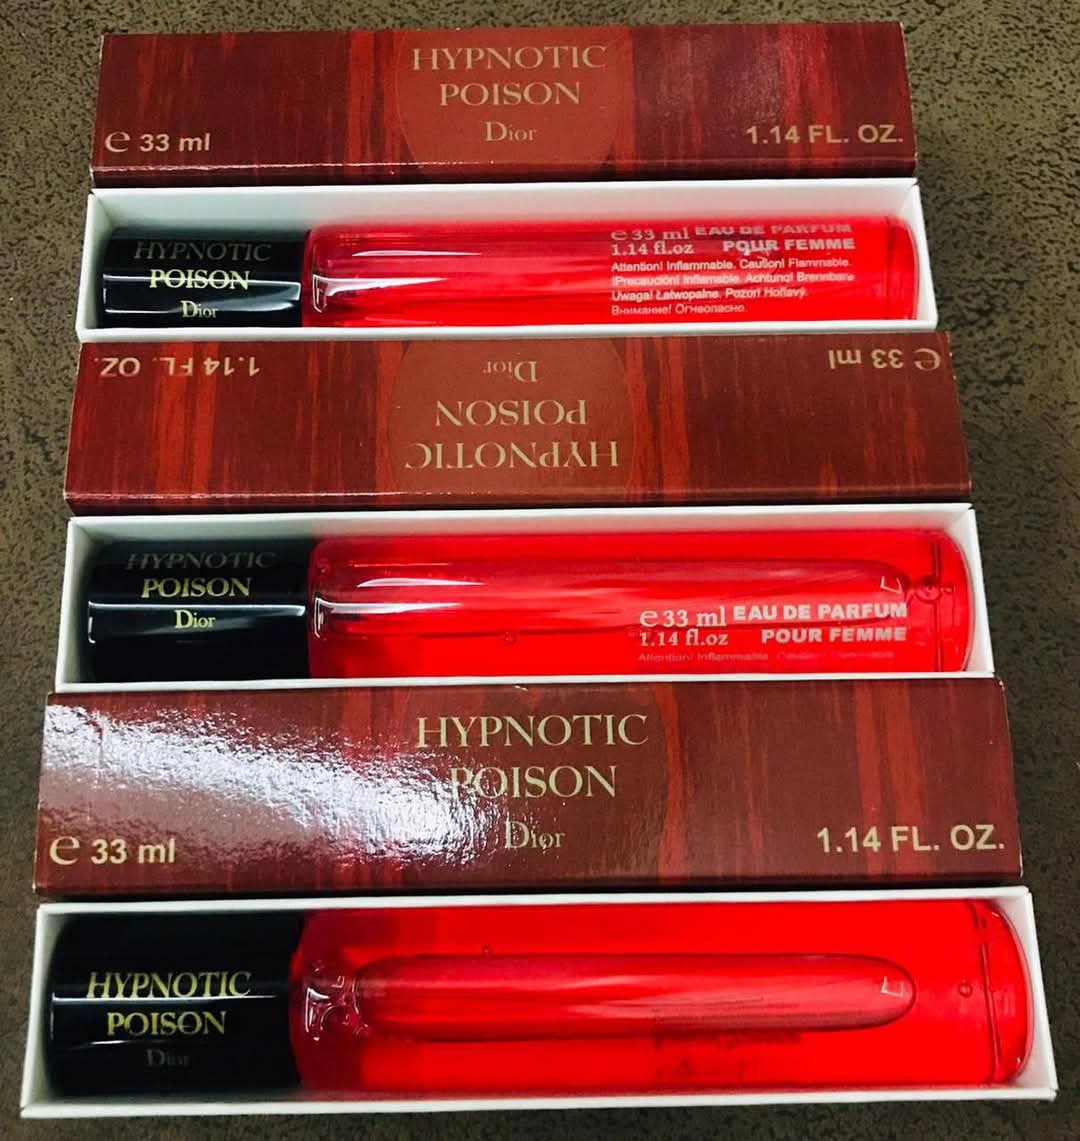 HYPNOTIC
POISON
Dior
e 33 ml
1.14 FL. OZ.
HYPNOTIC
POISON
Dior
e 33 ml EAU DE PARFUM
1.14 fl.oz POUR FEMME
Attention! Inflammable. Caution! Flammable.
¡Precaución! Inflamable. Achtung! Brennbar.
Uwaga! Łatwopalne. Pozor! Hořlavý.
Внимание! Огнеопасно.
HYPNOTIC
POISON
Dior
e 33 ml
1.14 FL. OZ.
HYPNOTIC
POISON
Dior
e 33 ml EAU DE PARFUM
1.14 fl.oz POUR FEMME
Attention! Inflammable.
HYPNOTIC
POISON
Dior
e 33 ml
1.14 FL. OZ.
HYPNOTIC
POISON
Dior